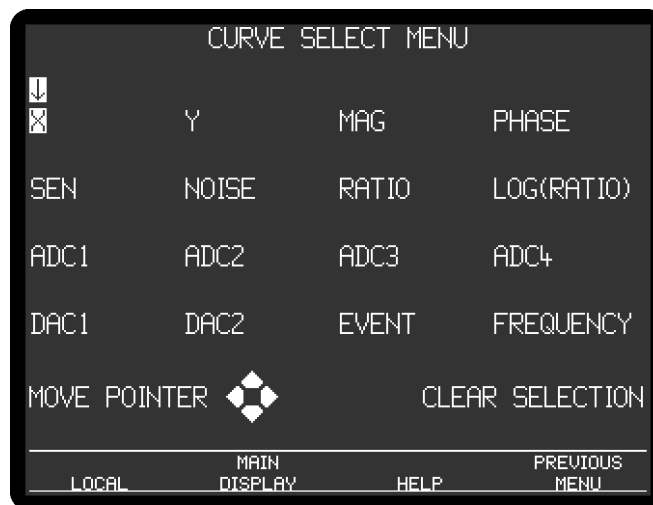 CURVE SELECT MENU
↓
X Y MAG PHASE
SEN NOISE RATIO LOG(RATIO)
ADC1 ADC2 ADC3 ADC4
DAC1 DAC2 EVENT FREQUENCY
MOVE POINTER CLEAR SELECTION
MAIN PREVIOUS
LOCAL DISPLAY HELP MENU